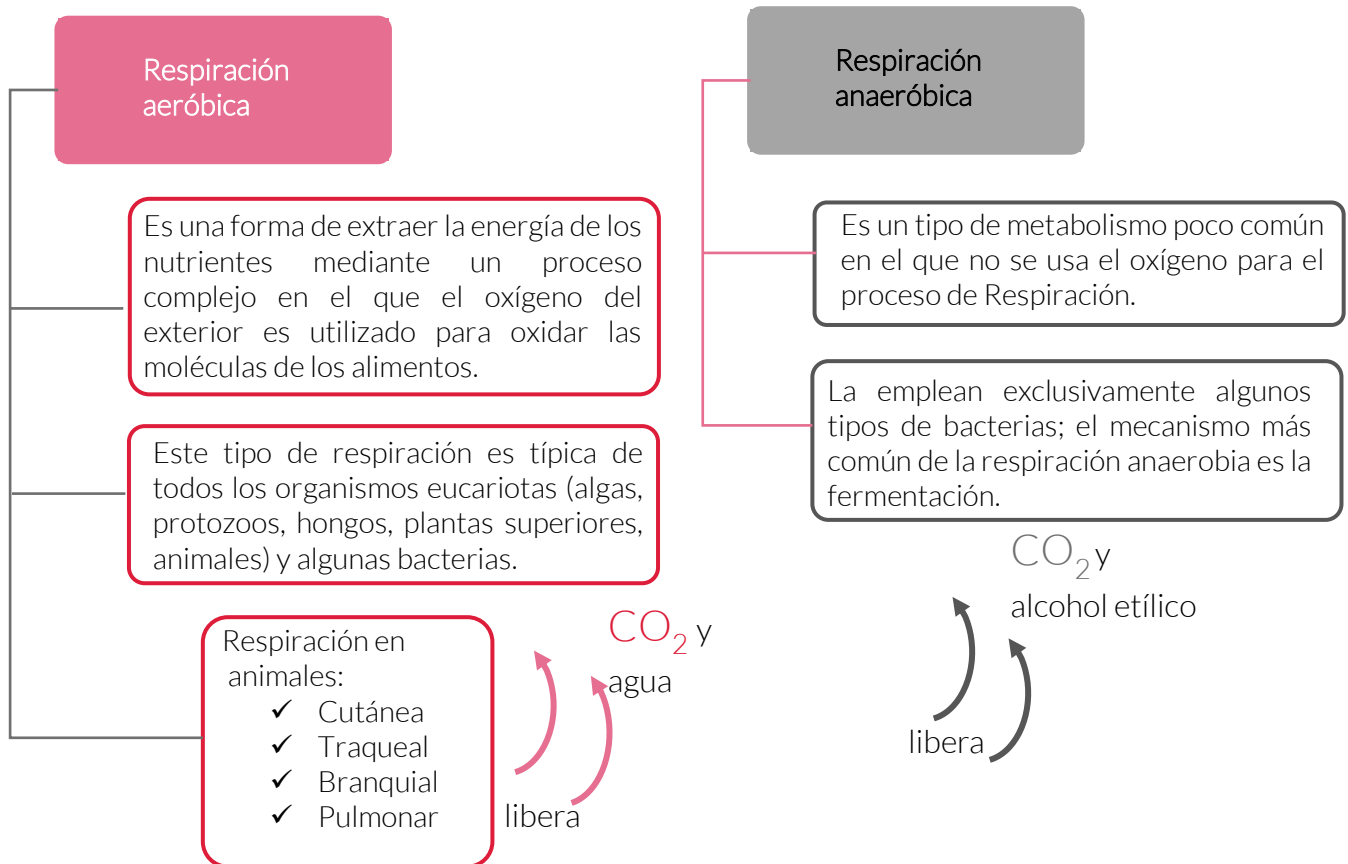 Respiración
aeróbica
Es una forma de extraer la energía de los
nutrientes mediante un proceso
complejo en el que el oxígeno del
exterior es utilizado para oxidar las
moléculas de los alimentos.
Este tipo de respiración es típica de
todos los organismos eucariotas (algas,
protozoos, hongos, plantas superiores,
animales) y algunas bacterias.
Respiración en
animales:
✓ Cutánea
✓ Traqueal
✓ Branquial
✓ Pulmonar
libera
CO₂ y
agua
Respiración
anaeróbica
Es un tipo de metabolismo poco común
en el que no se usa el oxígeno para el
proceso de Respiración.
La emplean exclusivamente algunos
tipos de bacterias; el mecanismo más
común de la respiración anaerobia es la
fermentación.
CO₂ y
alcohol etílico
libera